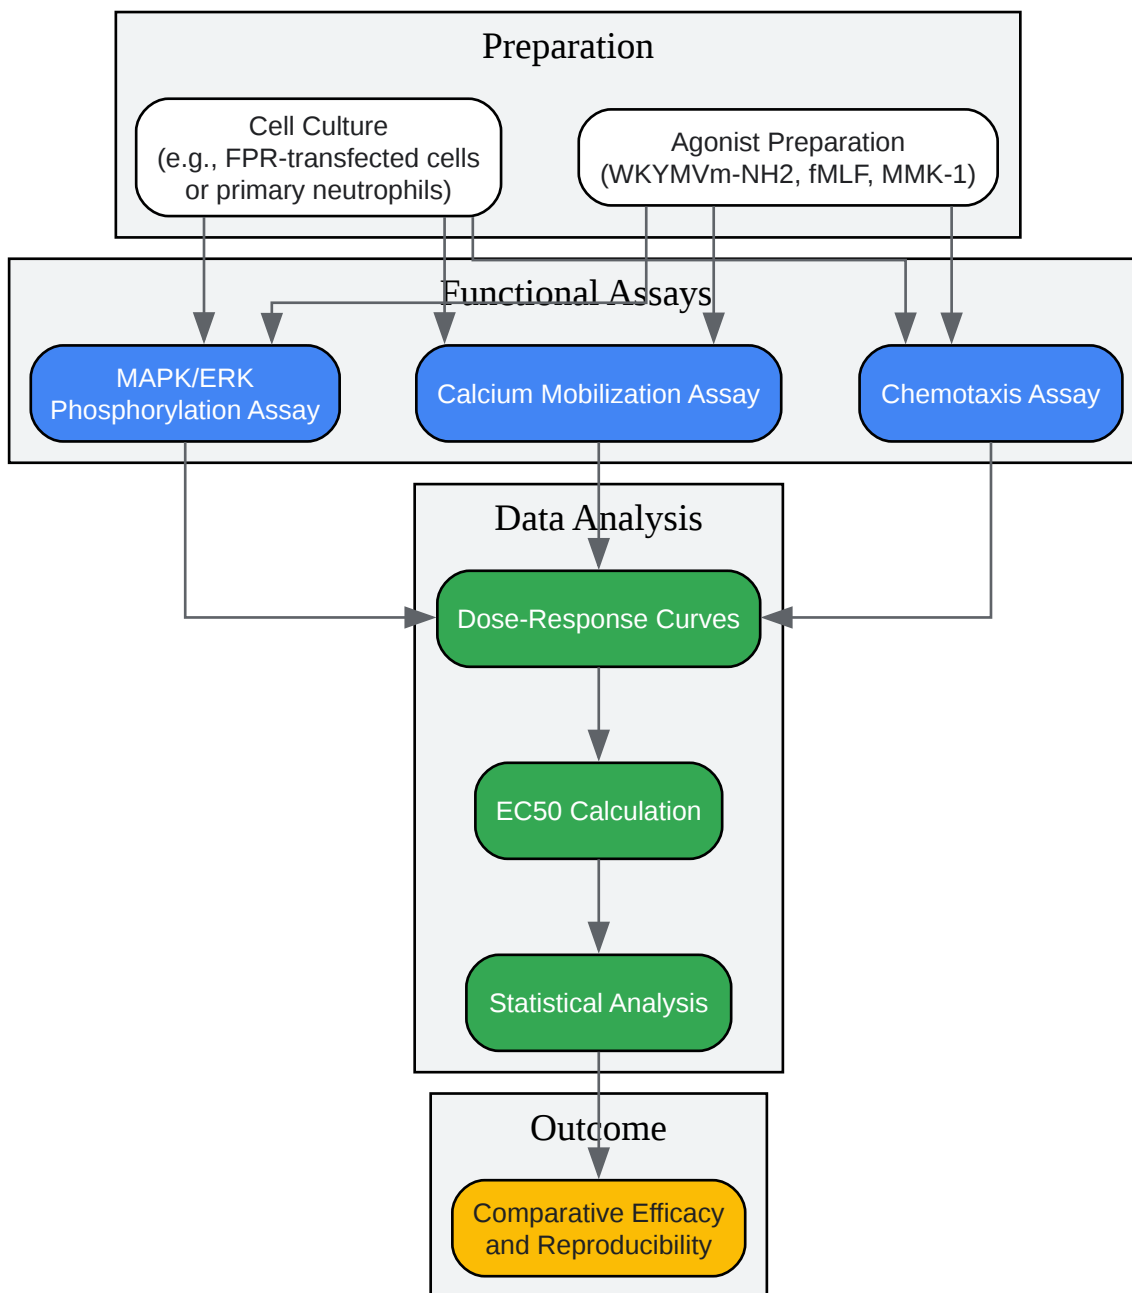 Preparation
Cell Culture
(e.g., FPR-transfected cells
or primary neutrophils)
Agonist Preparation
(WKYMVm-NH2, fMLF, MMK-1)
Functional Assays
MAPK/ERK
Phosphorylation Assay
Calcium Mobilization Assay
Chemotaxis Assay
Data Analysis
Dose-Response Curves
EC50 Calculation
Statistical Analysis
Outcome
Comparative Efficacy
and Reproducibility